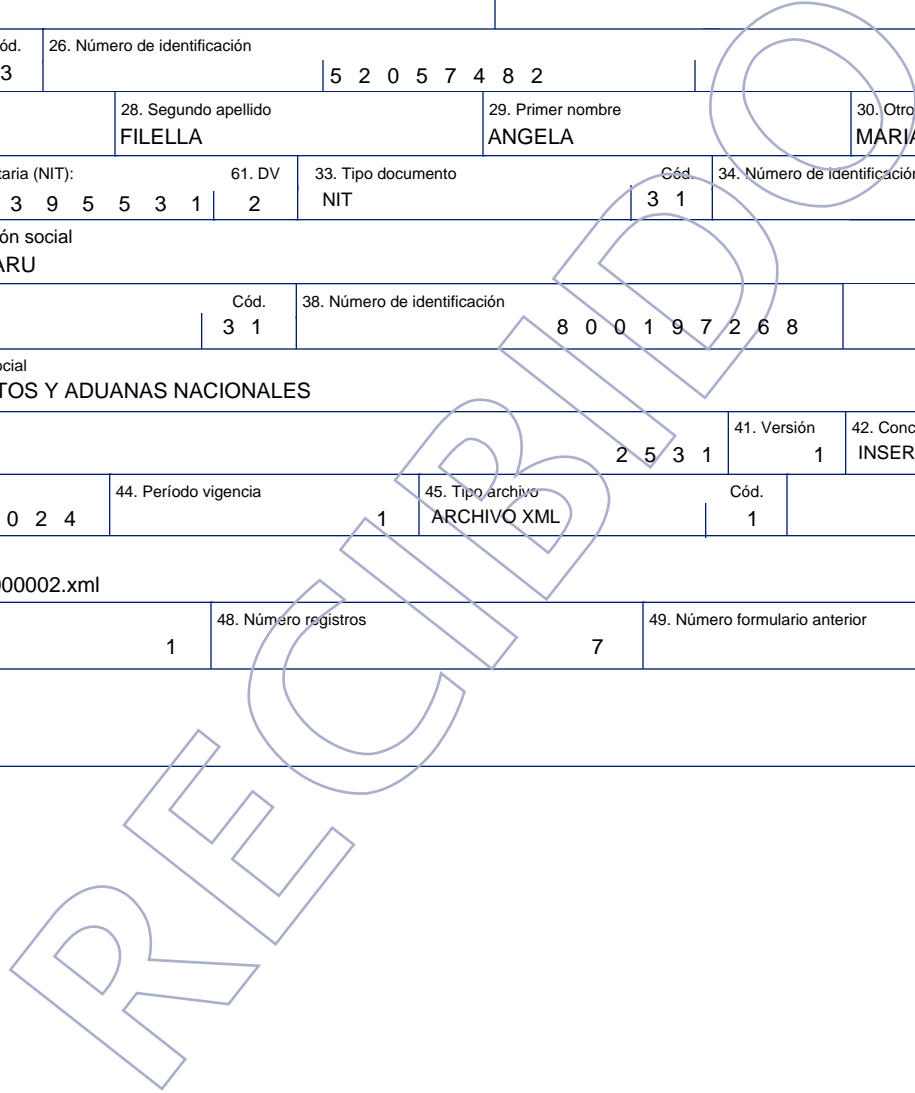 ód. 26. Número de identificación
3 5 2 0 5 7 4 8 2
28. Segundo apellido 29. Primer nombre 30. Otro
FILELLA ANGELA MARIA
taria (NIT): 61. DV 33. Tipo documento Cód. 34. Número de identificación
3 9 5 5 3 1 2 NIT 3 1
ón social
ARU
Cód. 38. Número de identificación
3 1 8 0 0 1 9 7 2 6 8
ocial
TOS Y ADUANAS NACIONALES
41. Versión 42. Conc
2 5 3 1 1 INSER
44. Período vigencia 45. Tipo archivo Cód.
0 2 4 1 ARCHIVO XML 1
000002.xml
48. Número registros 49. Número formulario anterior
1 7
RECIBIDO